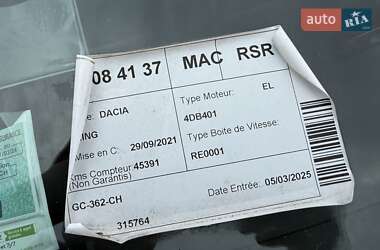 auto RIA.com
08 41 37 MAC RSR
e: DACIA
ING
Type Moteur: EL
4DB401
Mise en C: 29/09/2021
Type Boite de Vitesse:
RE0001
Kms Compteur 45391
(Non Garantis)
GC-362-CH
Date Entrée: 05/03/2025
315764